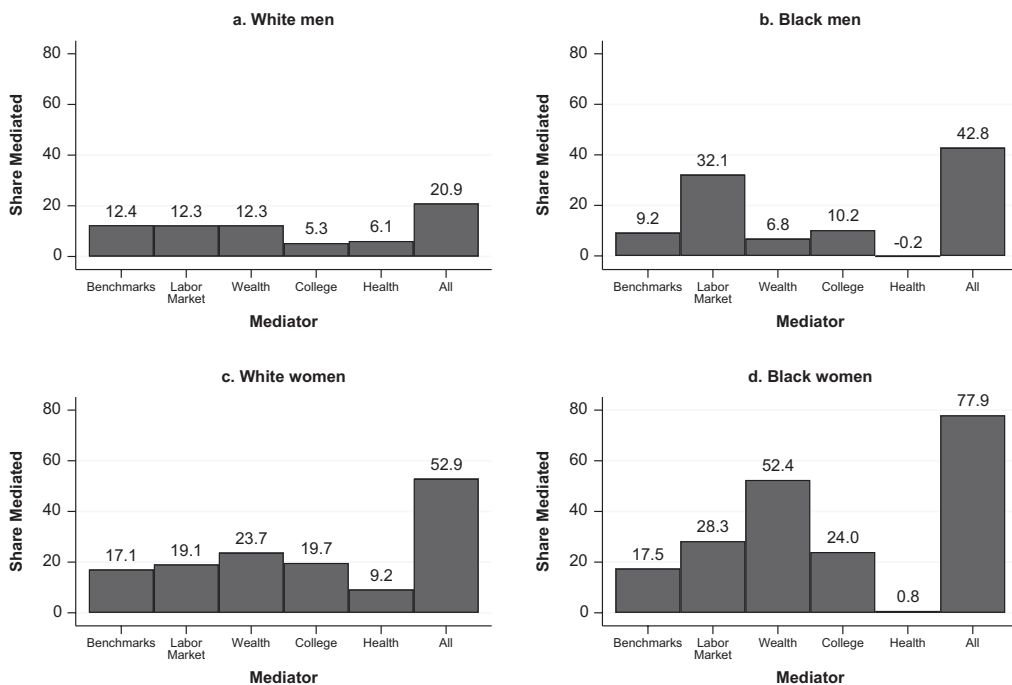 a. White men
80
60
40
20
0
Share Mediated
12.4
12.3
12.3
5.3
6.1
20.9
Benchmarks
Labor
Market
Wealth
College
Health
All
Mediator
b. Black men
80
60
40
20
0
Share Mediated
9.2
32.1
6.8
10.2
-0.2
42.8
Benchmarks
Labor
Market
Wealth
College
Health
All
Mediator
c. White women
80
60
40
20
0
Share Mediated
17.1
19.1
23.7
19.7
9.2
52.9
Benchmarks
Labor
Market
Wealth
College
Health
All
Mediator
d. Black women
80
60
40
20
0
Share Mediated
17.5
28.3
52.4
24.0
0.8
77.9
Benchmarks
Labor
Market
Wealth
College
Health
All
Mediator